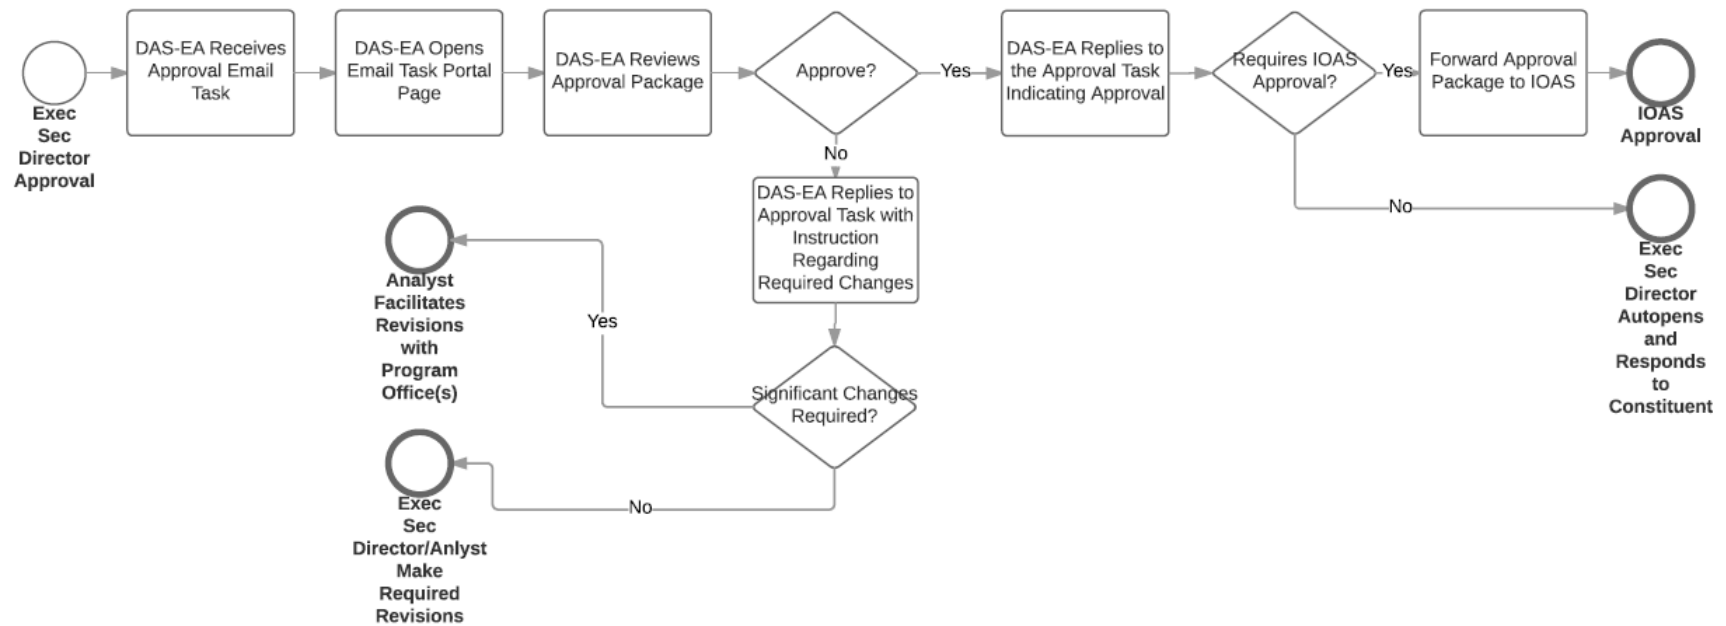 Exec
Sec
Director
Approval
DAS-EA Receives
Approval Email
Task
DAS-EA Opens
Email Task Portal
Page
DAS-EA Reviews
Approval Package
Approve?
Yes
DAS-EA Replies to
the Approval Task
Indicating Approval
Requires IOAS
Approval?
Yes
Forward Approval
Package to IOAS
IOAS
Approval
No
Exec
Sec
Director
Autopens
and
Responds
to
Constituent
No
DAS-EA Replies to
Approval Task with
Instruction
Regarding
Required Changes
Significant Changes
Required?
Yes
Analyst
Facilitates
Revisions
with
Program
Office(s)
No
Exec
Sec
Director/Anlyst
Make
Required
Revisions